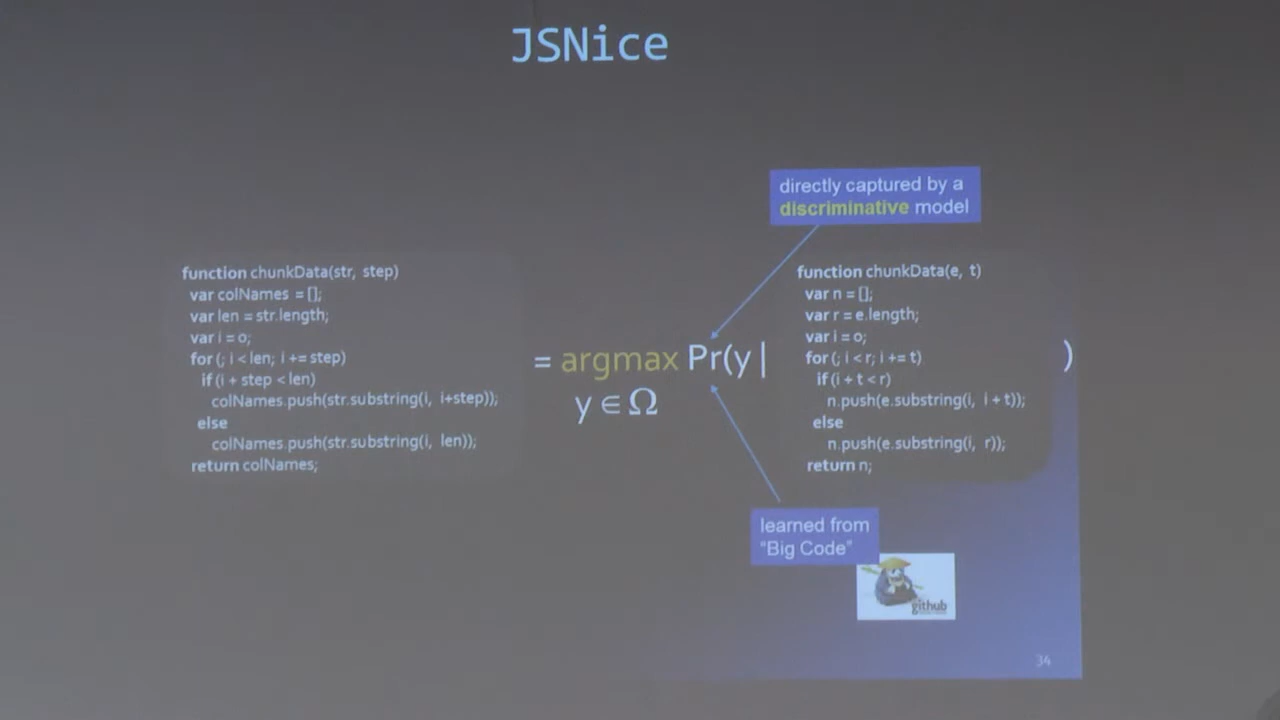 JSNice
directly captured by a
discriminative model
function chunkData(str, step)
var colNames = [];
var len = str.length;
var i = 0;
for(; i < len; i += step)
if(i + step < len)
colNames.push(str.substring(i, i+step));
else
colNames.push(str.substring(i, len));
return colNames;
= argmax Pr(y |
y ∈ Ω
function chunkData(e, t)
var n = [];
var r = e.length;
var i = 0;
for(; i < r; i += t)
if(i + t < r)
n.push(e.substring(i, i + t));
else
n.push(e.substring(i, r));
return n;
)
learned from
"Big Code"
github
34